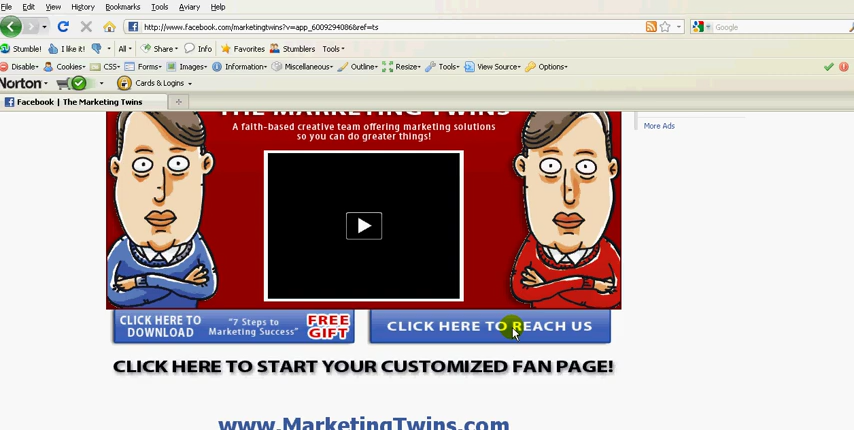 File Edit View History Bookmarks Tools Aviary Help
http://www.facebook.com/marketingtwins?v=app_6009294086&ref=ts
Google
Stumble! I like it! All Share Info Favorites Stumblers Tools
Disable Cookies CSS Forms Images Information Miscellaneous Outline Resize Tools View Source Options
Norton Cards & Logins
Facebook | The Marketing Twins
THE MARKETING TWINS
A faith-based creative team offering marketing solutions
so you can do greater things!
More Ads
CLICK HERE TO
DOWNLOAD
"7 Steps to
Marketing Success"
FREE
GIFT
CLICK HERE TO REACH US
CLICK HERE TO START YOUR CUSTOMIZED FAN PAGE!
www.MarketingTwins.com